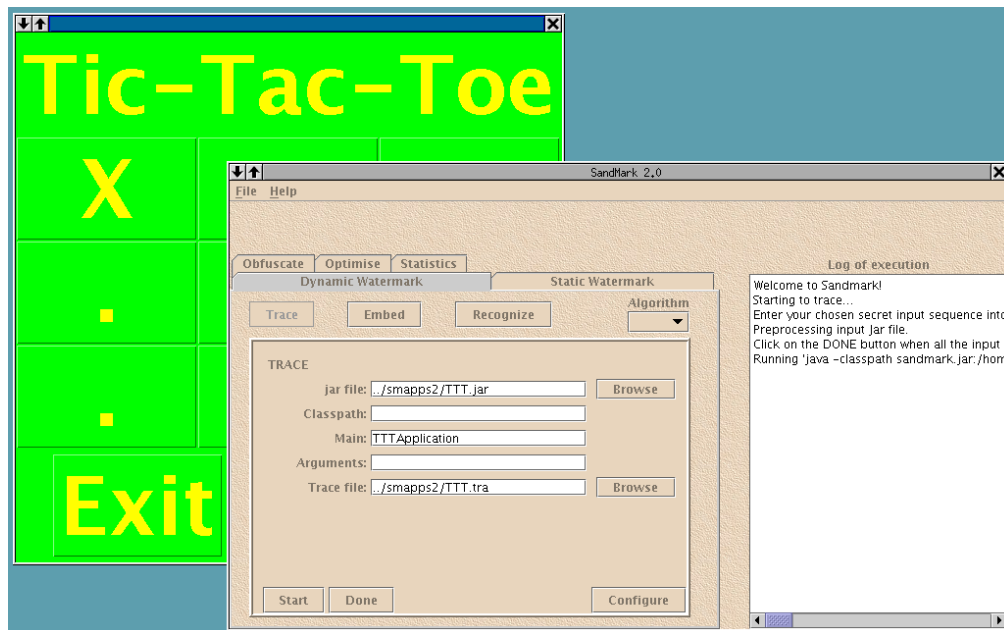 Tic-Tac-Toe
X
.
.
Exit
SandMark 2.0
File Help
Obfuscate Optimise Statistics
Dynamic Watermark Static Watermark
Trace Embed Recognize Algorithm
TRACE
jar file: ../smapps2/TTT.jar Browse
Classpath:
Main: TTTApplication
Arguments:
Trace file: ../smapps2/TTT.tra Browse
Start Done Configure
Log of execution
Welcome to Sandmark!
Starting to trace...
Enter your chosen secret input sequence into
Preprocessing input Jar file.
Click on the DONE button when all the input
Running 'java -classpath sandmark.jar:/hom